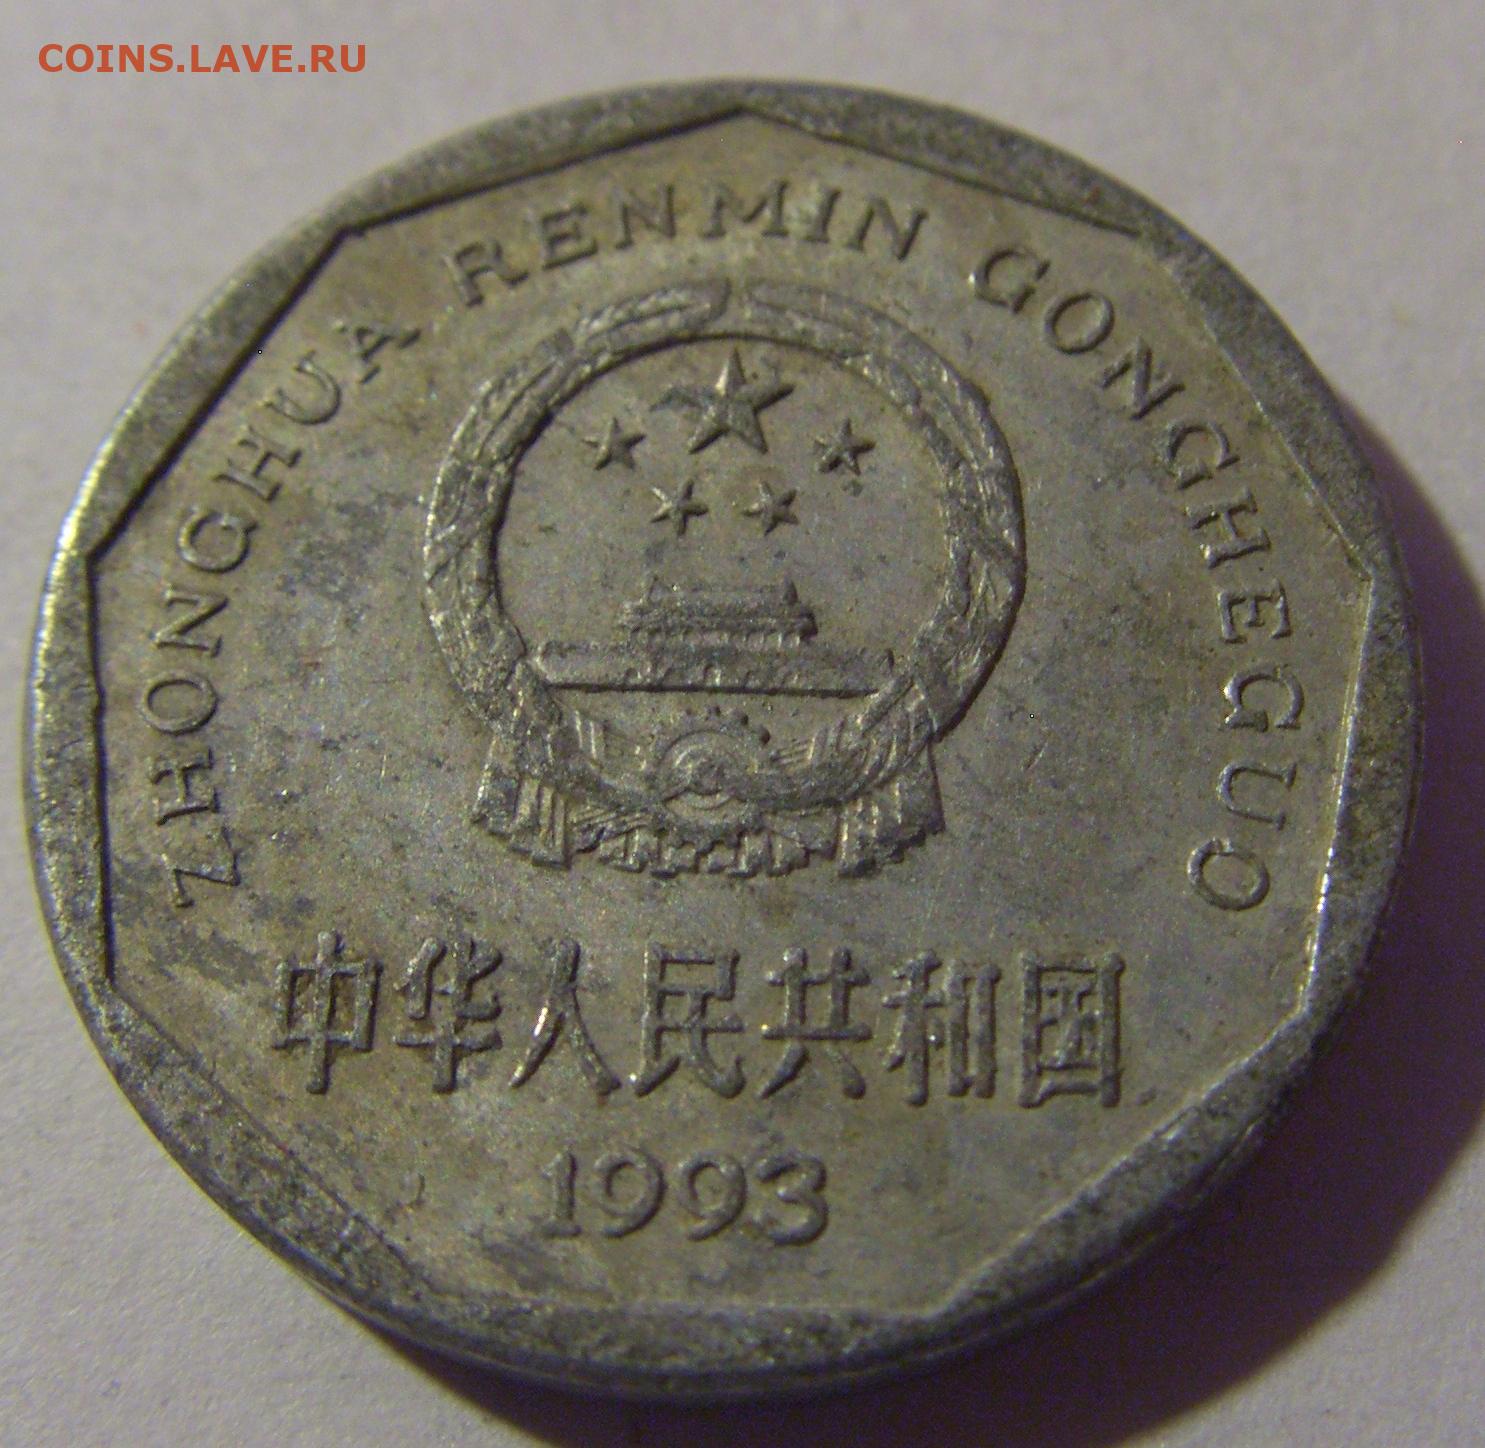 COINS.LAVE.RU
ZHONGHUA RENMIN GONGHEGUO
中华人民共和国
1993